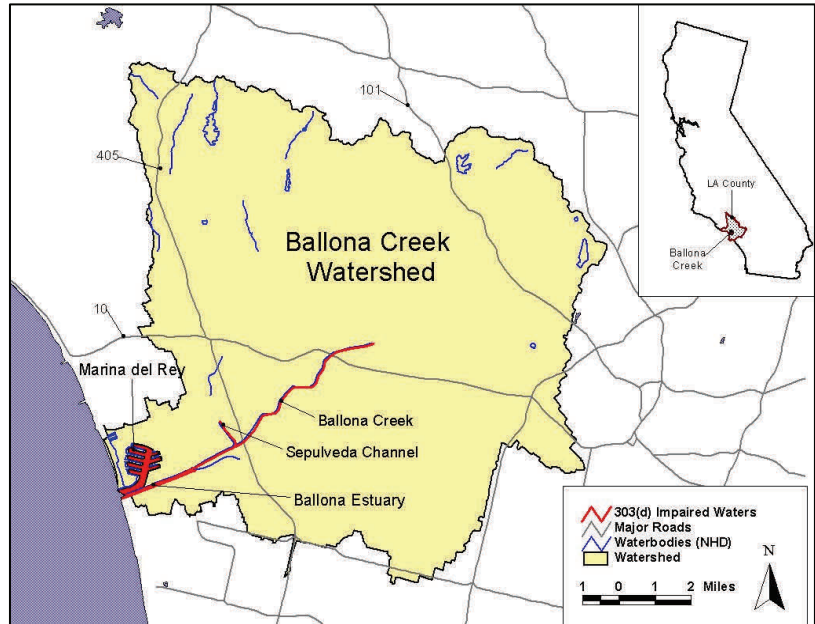 101
405
LA County
Ballona
Creek
Ballona Creek
Watershed
10
Marina del Rey
Ballona Creek
Sepulveda Channel
Ballona Estuary
303(d) Impaired Waters
Major Roads
Waterbodies (NHD)
Watershed
N
1 0 1 2 Miles